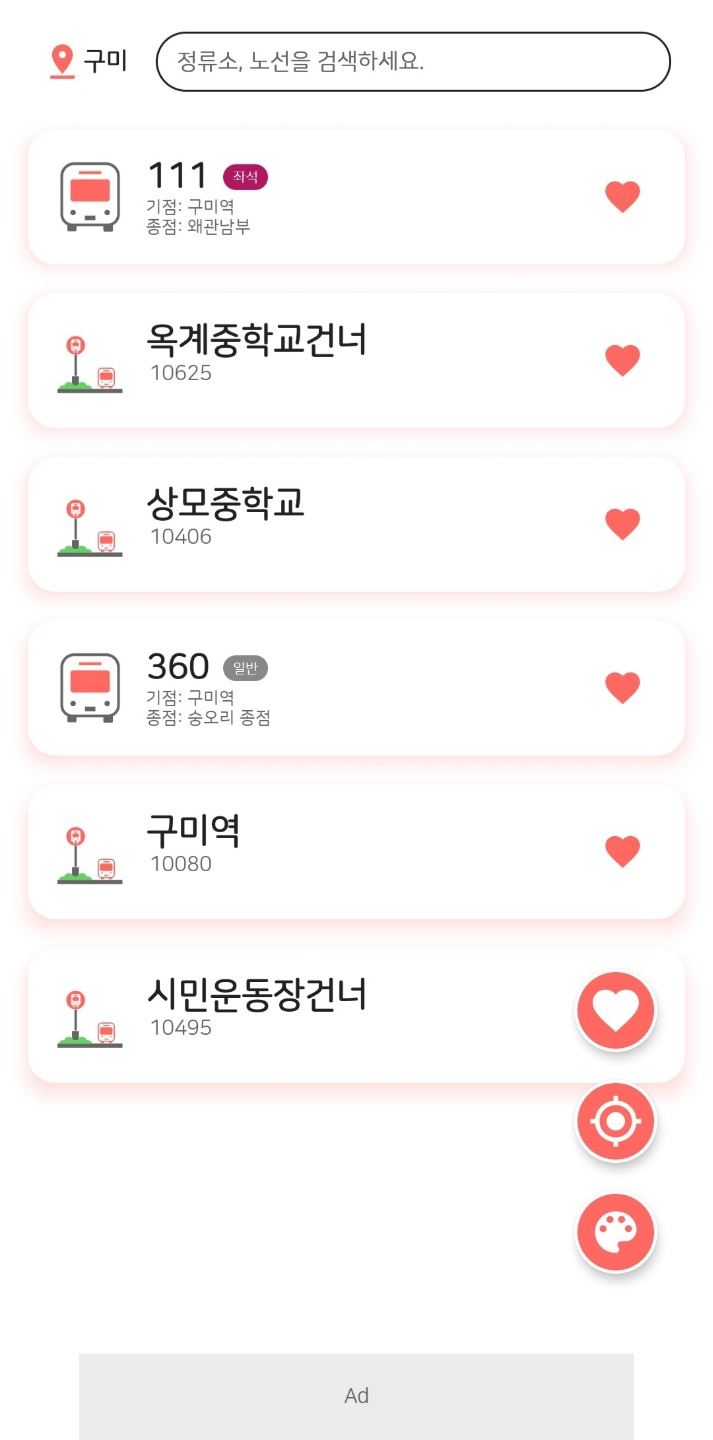 구미
정류소, 노선을 검색하세요.
111 좌석
기점: 구미역
종점: 왜관남부
옥계중학교건너
10625
상모중학교
10406
360 일반
기점: 구미역
종점: 숭오리 종점
구미역
10080
시민운동장건너
10495
Ad